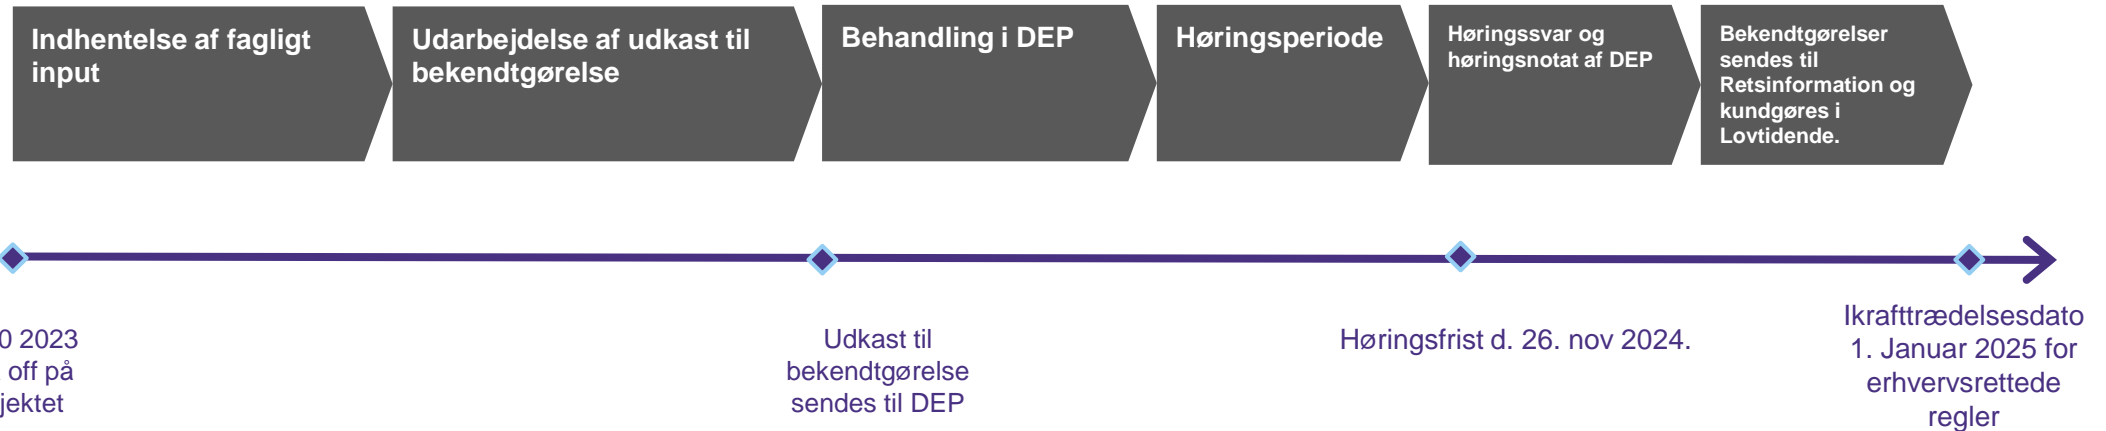 Indhentelse af fagligt
input
Udarbejdelse af udkast til
bekendtgørelse
Behandling i DEP
Høringsperiode
Høringssvar og
høringsnotat af DEP
Bekendtgørelser
sendes til
Retsinformation og
kundgøres i
Lovtidende.
0 2023
off på
jektet
Udkast til
bekendtgørelse
sendes til DEP
Høringsfrist d. 26. nov 2024.
Ikrafttrædelsesdato
1. Januar 2025 for
erhvervsrettede
regler